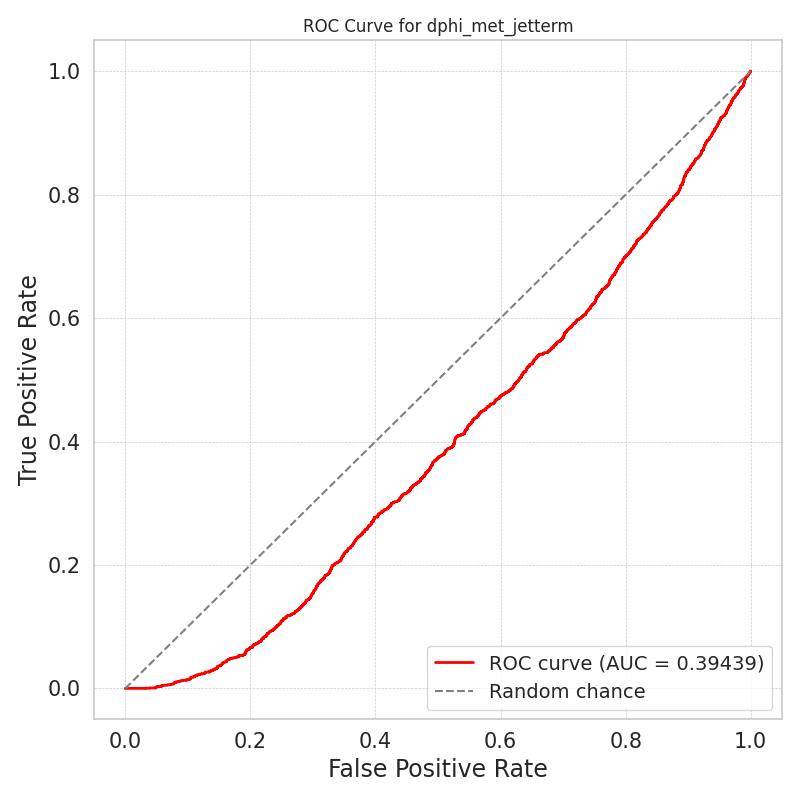 ROC Curve for dphi_met_jetterm
1.0
0.8
0.6
0.4
0.2
0.0
True Positive Rate
ROC curve (AUC = 0.39439)
Random chance
0.0 0.2 0.4 0.6 0.8 1.0
False Positive Rate